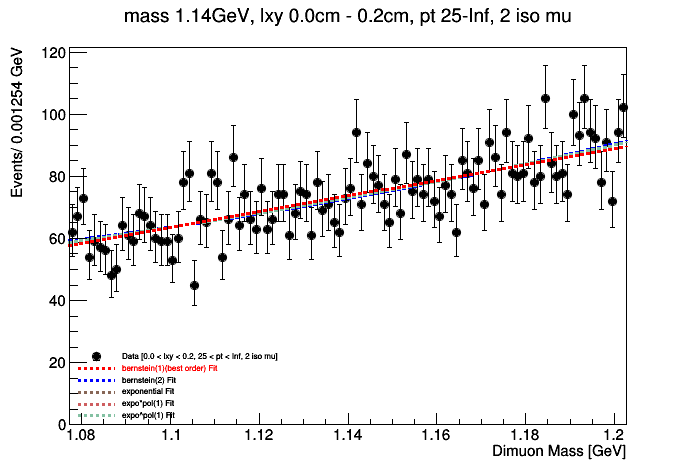 mass 1.14GeV, lxy 0.0cm - 0.2cm, pt 25-Inf, 2 iso mu
Events/ 0.001254 GeV
120
100
80
60
40
20
0
Data [0.0 < lxy < 0.2, 25 < pt < Inf, 2 iso mu]
bernstein(1)(best order) Fit
bernstein(2) Fit
exponential Fit
expo*pol(1) Fit
expo^pol(1) Fit
1.08 1.1 1.12 1.14 1.16 1.18 1.2
Dimuon Mass [GeV]